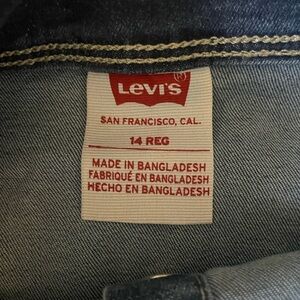 LEVI'S
®
SAN FRANCISCO, CAL.
14 REG
MADE IN BANGLADESH
FABRIQUÉ EN BANGLADESH
HECHO EN BANGLADESH